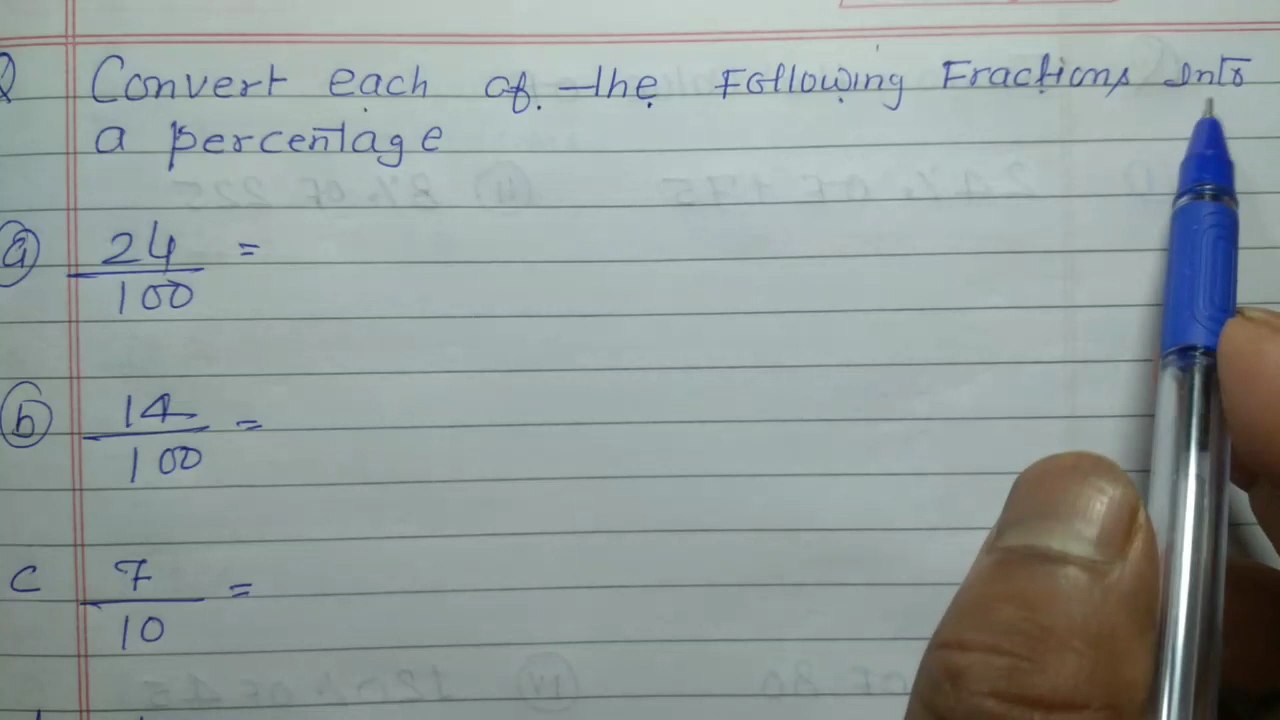 Q Convert each of the Following Fractions Into
a percentage
a 24/100 =
b 14/100 =
c 7/10 =